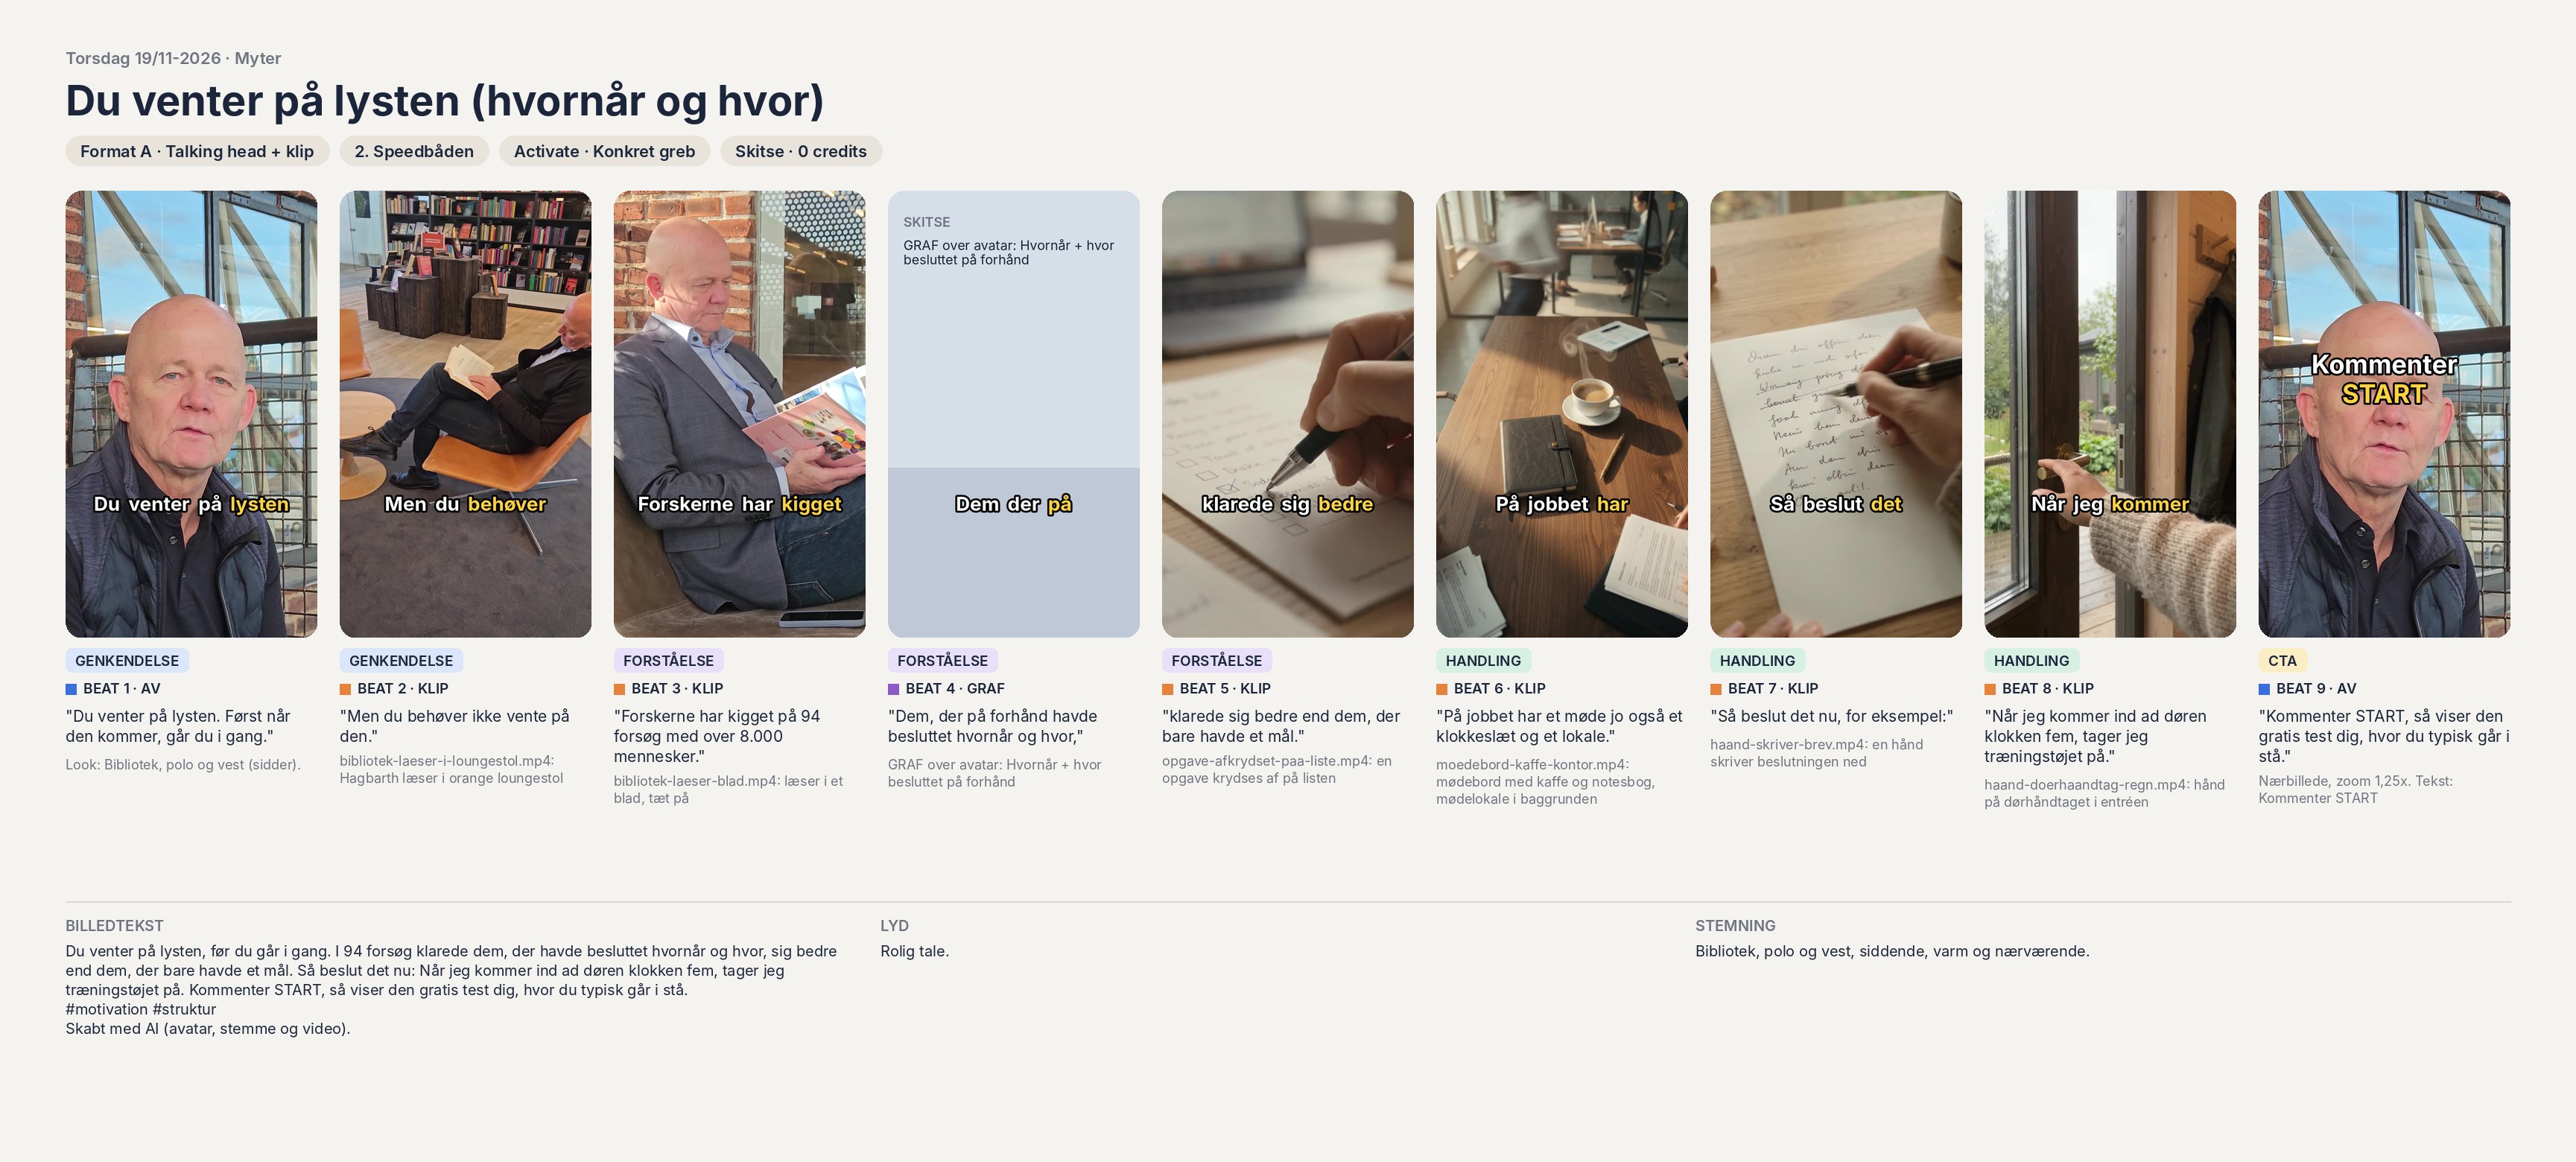 Torsdag 19/11-2026 · Myter
Du venter på lysten (hvornår og hvor)
Format A · Talking head + klip
2. Speedbåden
Activate · Konkret greb
Skitse · 0 credits
Du venter på lysten
Men du behøver
Forskerne har kigget
SKITSE
GRAF over avatar: Hvornår + hvor
besluttet på forhånd
Dem der på
klarede sig bedre
På jobbet har
Så beslut det
Når jeg kommer
Kommenter
START
GENKENDELSE
BEAT 1 · AV
"Du venter på lysten. Først når
den kommer, går du i gang."
Look: Bibliotek, polo og vest (sidder).
GENKENDELSE
BEAT 2 · KLIP
"Men du behøver ikke vente på
den."
bibliotek-laeser-i-loungestol.mp4:
Hagbarth læser i orange loungestol
FORSTÅELSE
BEAT 3 · KLIP
"Forskerne har kigget på 94
forsøg med over 8.000
mennesker."
bibliotek-laeser-blad.mp4: læser i et
blad, tæt på
FORSTÅELSE
BEAT 4 · GRAF
"Dem, der på forhånd havde
besluttet hvornår og hvor,"
GRAF over avatar: Hvornår + hvor
besluttet på forhånd
FORSTÅELSE
BEAT 5 · KLIP
"klarede sig bedre end dem, der
bare havde et mål."
opgave-afkrydset-paa-liste.mp4: en
opgave krydses af på listen
HANDLING
BEAT 6 · KLIP
"På jobbet har et møde jo også et
klokkeslæt og et lokale."
moedebord-kaffe-kontor.mp4:
mødebord med kaffe og notesbog,
mødelokale i baggrunden
HANDLING
BEAT 7 · KLIP
"Så beslut det nu, for eksempel:"
haand-skriver-brev.mp4: en hånd
skriver beslutningen ned
HANDLING
BEAT 8 · KLIP
"Når jeg kommer ind ad døren
klokken fem, tager jeg
træningstøjet på."
haand-doerhaandtag-regn.mp4: hånd
på dørhåndtaget i entréen
CTA
BEAT 9 · AV
"Kommenter START, så viser den
gratis test dig, hvor du typisk går i
stå."
Nærbillede, zoom 1,25x. Tekst:
Kommenter START
BILLEDTEKST
Du venter på lysten, før du går i gang. I 94 forsøg klarede dem, der havde besluttet hvornår og hvor, sig bedre
end dem, der bare havde et mål. Så beslut det nu: Når jeg kommer ind ad døren klokken fem, tager jeg
træningstøjet på. Kommenter START, så viser den gratis test dig, hvor du typisk går i stå.
#motivation #struktur
Skabt med AI (avatar, stemme og video).
LYD
Rolig tale.
STEMNING
Bibliotek, polo og vest, siddende, varm og nærværende.